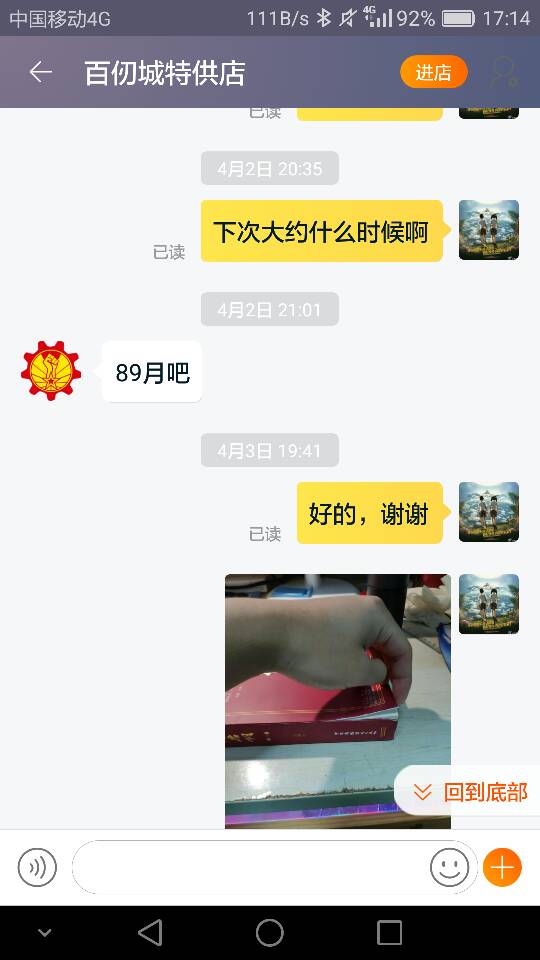 中国移动4G
111B/s
4G
92%
17:14
百仞城特供店
进店
已读
4月2日 20:35
下次大约什么时候啊
已读
4月2日 21:01
89月吧
4月3日 19:41
好的，谢谢
已读
回到底部